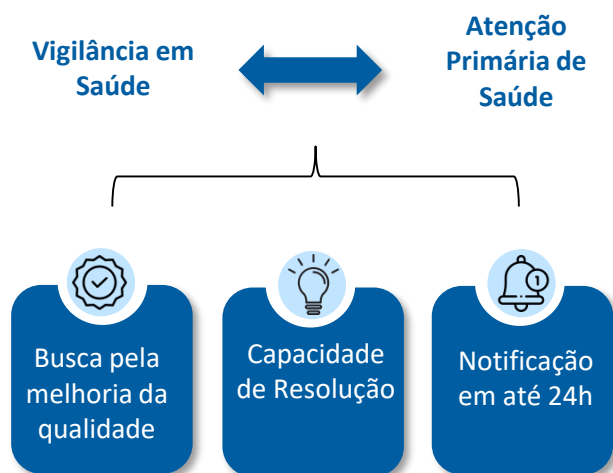 Vigilância em
Saúde
Atenção
Primária de
Saúde
Busca pela
melhoria da
qualidade
Capacidade
de Resolução
1
Notificação
em até 24h